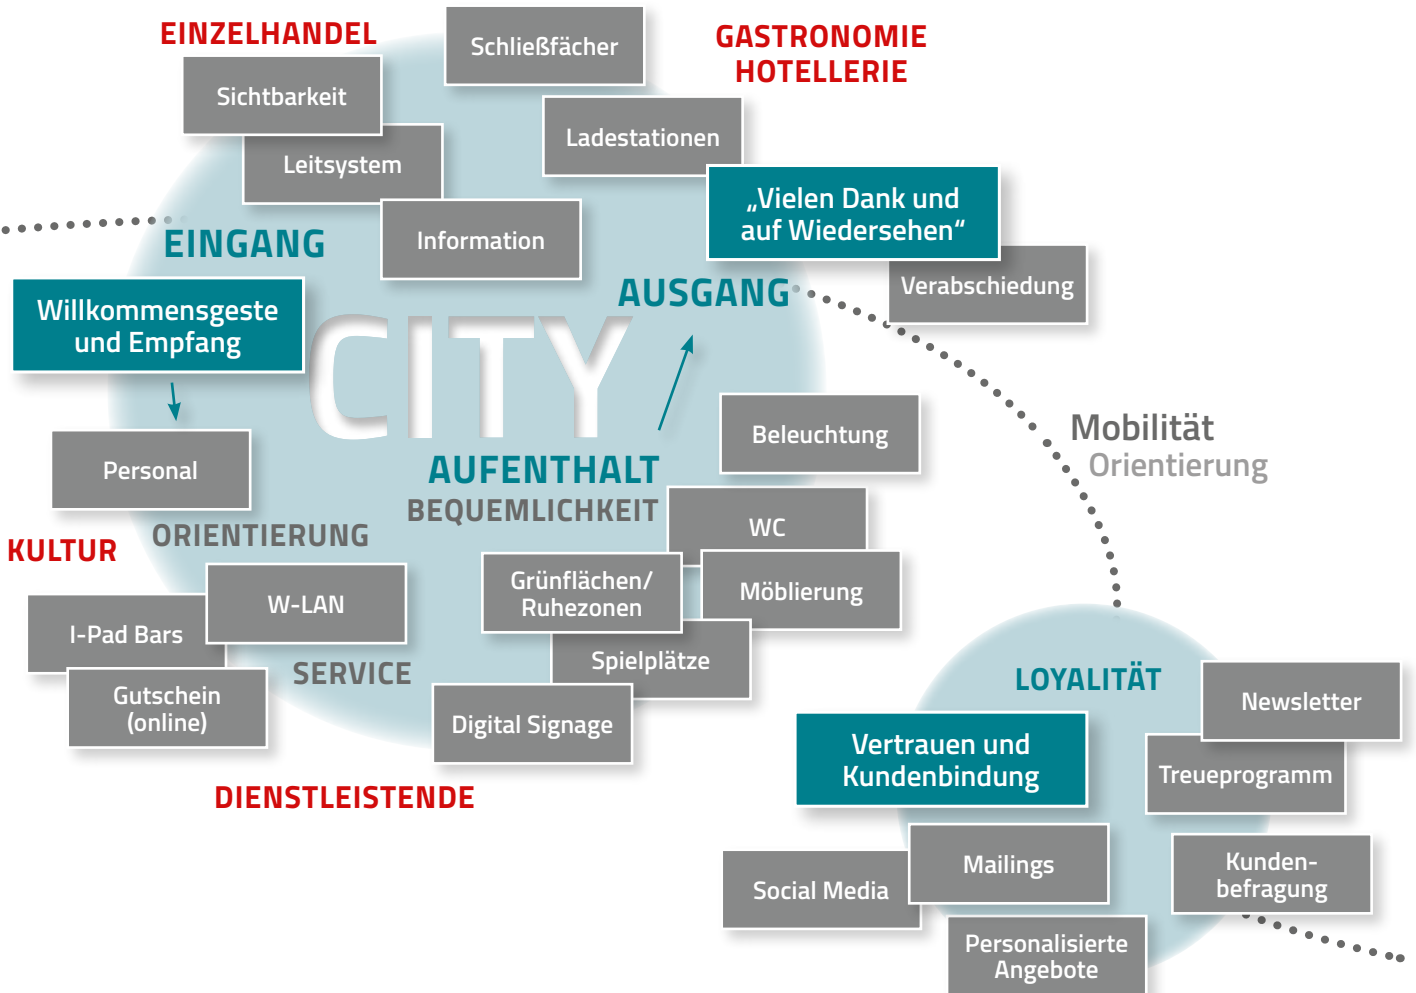 EINZELHANDEL
Schließfächer
GASTRONOMIE
HOTELLERIE
Sichtbarkeit
Ladestationen
Leitsystem
„Vielen Dank und
auf Wiedersehen“
Information
EINGANG
Verabschiedung
AUSGANG
Willkommensgeste
und Empfang
CITY
Beleuchtung
Mobilität
Orientierung
Personal
AUFENTHALT
BEQUEMLICHKEIT
WC
ORIENTIERUNG
KULTUR
Grünflächen/
Ruhezonen
Möblierung
W-LAN
I-Pad Bars
Spielplätze
SERVICE
Gutschein
(online)
Digital Signage
DIENSTLEISTENDE
LOYALITÄT
Newsletter
Vertrauen und
Kundenbindung
Treueprogramm
Mailings
Kunden-
befragung
Social Media
Personalisierte
Angebote